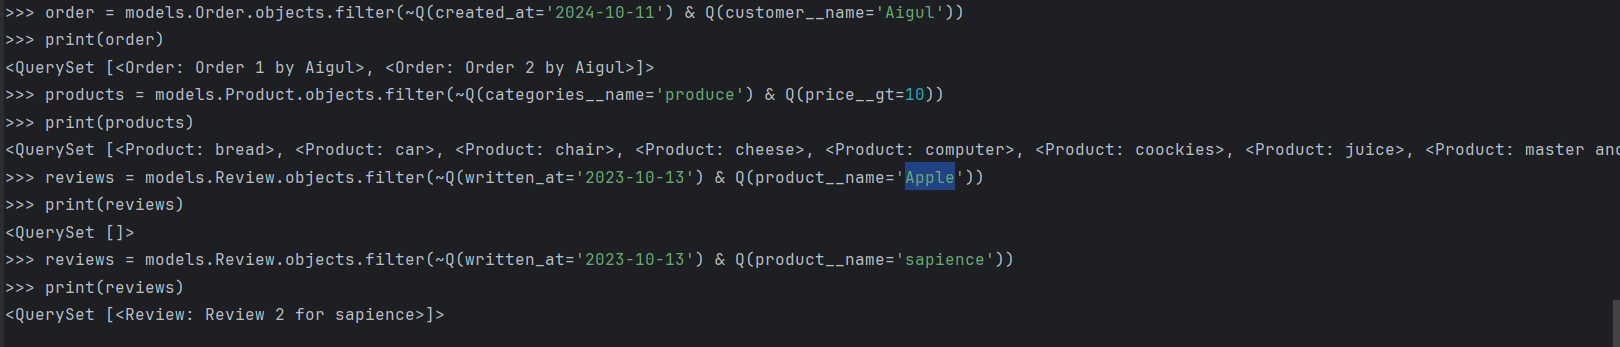 >>> order = models.Order.objects.filter(~Q(created_at='2024-10-11') & Q(customer__name='Aigul'))
>>> print(order)
<QuerySet [<Order: Order 1 by Aigul>, <Order: Order 2 by Aigul>]>
>>> products = models.Product.objects.filter(~Q(categories__name='produce') & Q(price__gt=10))
>>> print(products)
<QuerySet [<Product: bread>, <Product: car>, <Product: chair>, <Product: cheese>, <Product: computer>, <Product: coockies>, <Product: juice>, <Product: master and
>>> reviews = models.Review.objects.filter(~Q(written_at='2023-10-13') & Q(product__name='Apple'))
>>> print(reviews)
<QuerySet []>
>>> reviews = models.Review.objects.filter(~Q(written_at='2023-10-13') & Q(product__name='sapience'))
>>> print(reviews)
<QuerySet [<Review: Review 2 for sapience>]>